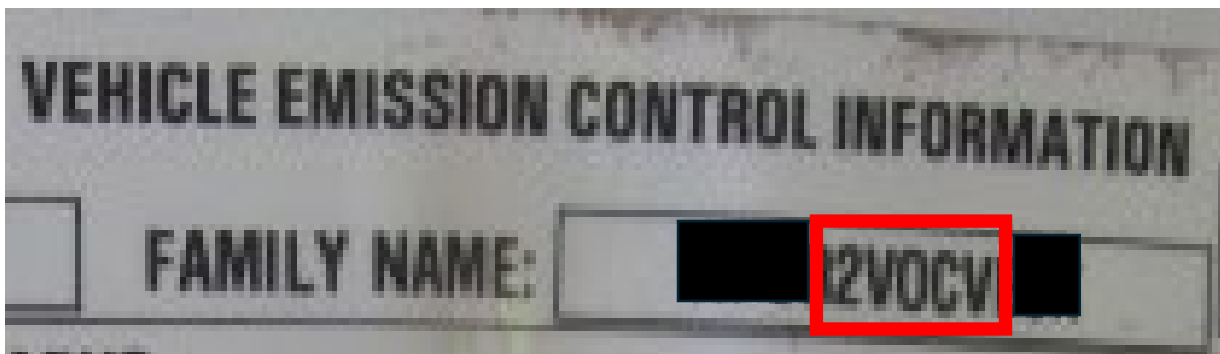 VEHICLE EMISSION CONTROL INFORMATION
FAMILY NAME: 2VOCV